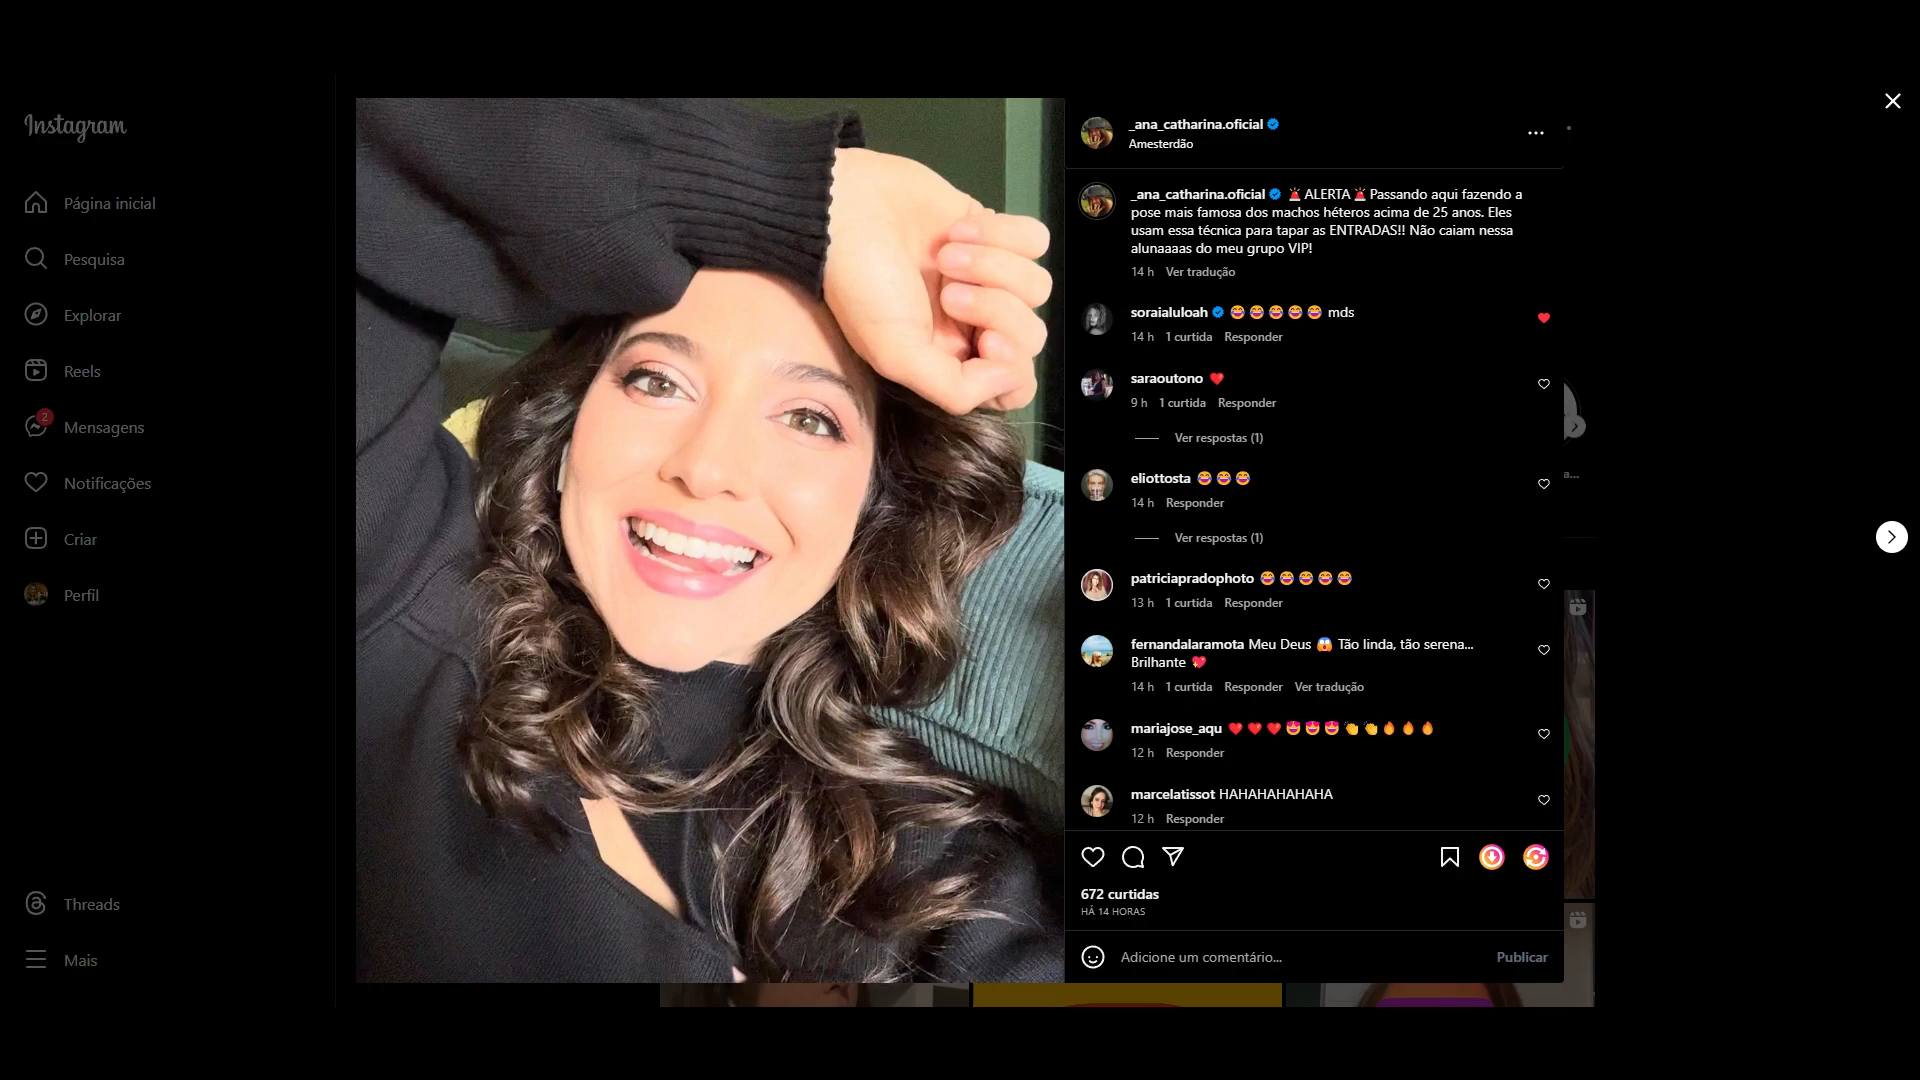 Instagram
Página inicial
Pesquisa
Explorar
Reels
2
Mensagens
Notificações
Criar
Perfil
Threads
Mais
_ana_catharina.oficial
Amesterdão
_ana_catharina.oficial 🚨ALERTA🚨Passando aqui fazendo a
pose mais famosa dos machos héteros acima de 25 anos. Eles
usam essa técnica para tapar as ENTRADAS!! Não caiam nessa
alunaaaas do meu grupo VIP!
14 h Ver tradução
soraialuloah 😂😂😂😂😂 mds
14 h 1 curtida Responder
saraoutono ❤️
9 h 1 curtida Responder
Ver respostas (1)
eliottosta 😂😂😂
14 h Responder
Ver respostas (1)
patriciapradophoto 😂😂😂😂😂
13 h 1 curtida Responder
fernandalaramota Meu Deus 😱 Tão linda, tão serena...
Brilhante 💖
14 h 1 curtida Responder Ver tradução
mariajose_aqu ❤️❤️❤️😍😍😍👏👏🔥🔥🔥
12 h Responder
marcelatissot HAHAHAHAHAHA
12 h Responder
672 curtidas
HÁ 14 HORAS
Adicione um comentário...
Publicar
a...